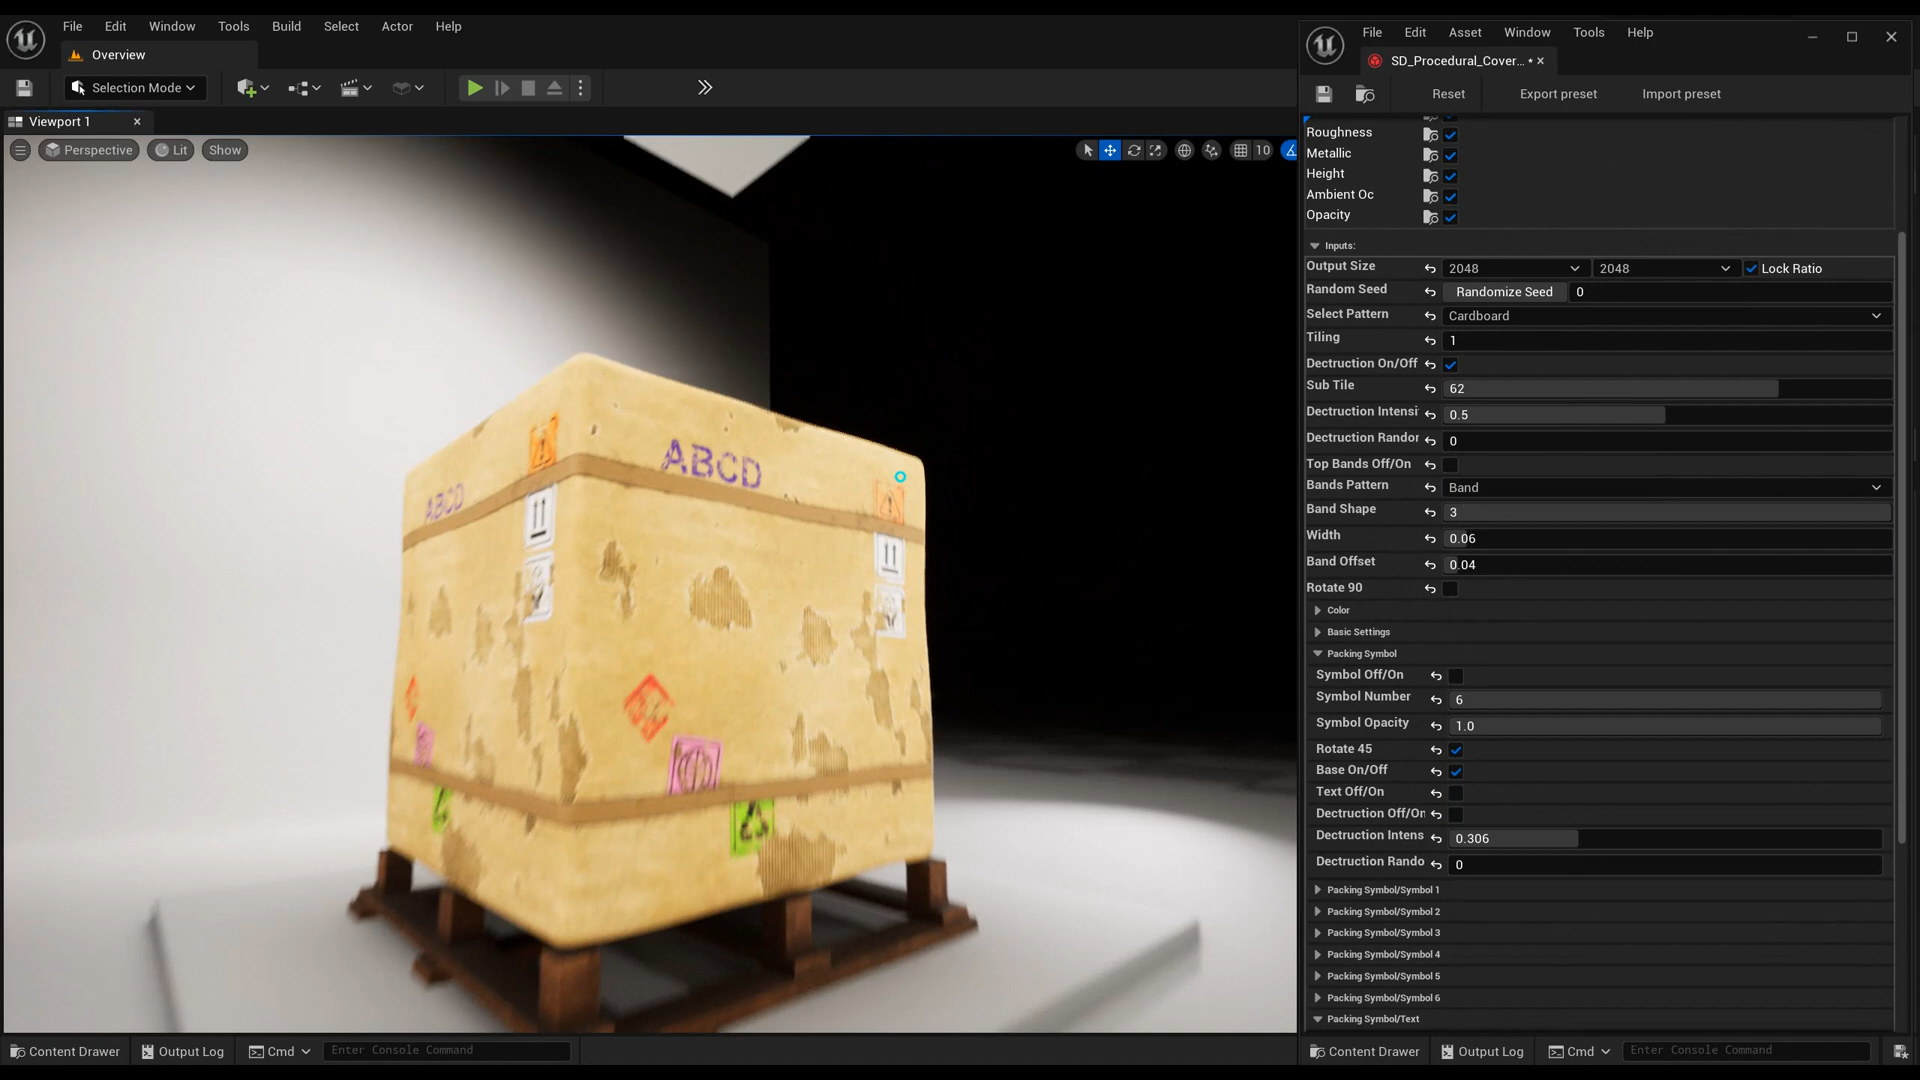 File Edit Window Tools Build Select Actor Help
Overview
Selection Mode
Viewport 1
Perspective Lit Show
10
ABCD
ABCD
Content Drawer Output Log Cmd Enter Console Command
File Edit Asset Window Tools Help
SD_Procedural_Cover... •
Reset Export preset Import preset
Roughness
Metallic
Height
Ambient Oc
Opacity
Inputs:
Output Size 2048 2048 Lock Ratio
Random Seed Randomize Seed 0
Select Pattern Cardboard
Tiling 1
Dectruction On/Off
Sub Tile 62
Dectruction Intensi 0.5
Dectruction Randor 0
Top Bands Off/On
Bands Pattern Band
Band Shape 3
Width 0.06
Band Offset 0.04
Rotate 90
Color
Basic Settings
Packing Symbol
Symbol Off/On
Symbol Number 6
Symbol Opacity 1.0
Rotate 45
Base On/Off
Text Off/On
Dectruction Off/On
Dectruction Intens 0.306
Dectruction Rando 0
Packing Symbol/Symbol 1
Packing Symbol/Symbol 2
Packing Symbol/Symbol 3
Packing Symbol/Symbol 4
Packing Symbol/Symbol 5
Packing Symbol/Symbol 6
Packing Symbol/Text
Content Drawer Output Log Cmd Enter Console Command